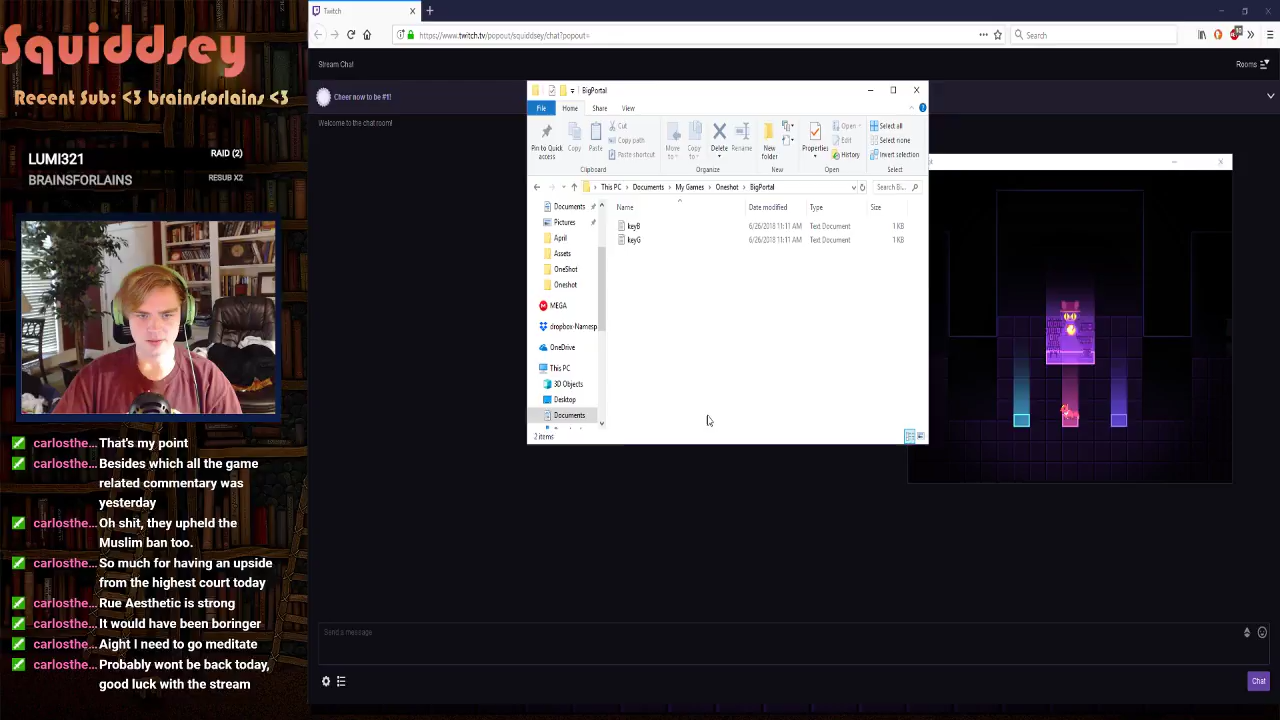 Squiddsey
Recent Sub: <3 brainsforlains <3
LUMI321 RAID (2)
BRAINSFORLAINS RESUB X2
carlosthe... That's my point
carlosthe... Besides which all the game
related commentary was
yesterday
carlosthe... Oh shit, they upheld the
Muslim ban too.
carlosthe... So much for having an upside
from the highest court today
carlosthe... Rue Aesthetic is strong
carlosthe... It would have been boringer
carlosthe... Aight I need to go meditate
carlosthe... Probably wont be back today,
good luck with the stream
Twitch
https://www.twitch.tv/popout/squiddsey/chat?popout=
Search
Stream Chat
Rooms
Cheer now to be #1!
Welcome to the chat room!
BigPortal
File Home Share View
Pin to Quick access
Copy
Paste
Cut
Copy path
Paste shortcut
Move to
Copy to
Delete
Rename
New folder
Properties
Open
Edit
History
Select all
Select none
Invert selection
Clipboard Organize New Open Select
This PC Documents My Games Oneshot BigPortal
Search Bi...
Name Date modified Type Size
keyB 6/26/2018 11:11 AM Text Document 1 KB
keyG 6/26/2018 11:11 AM Text Document 1 KB
Documents
Pictures
April
Assets
OneShot
Oneshot
MEGA
dropbox-Namesp
OneDrive
This PC
3D Objects
Desktop
Documents
2 items
Send a message
Chat